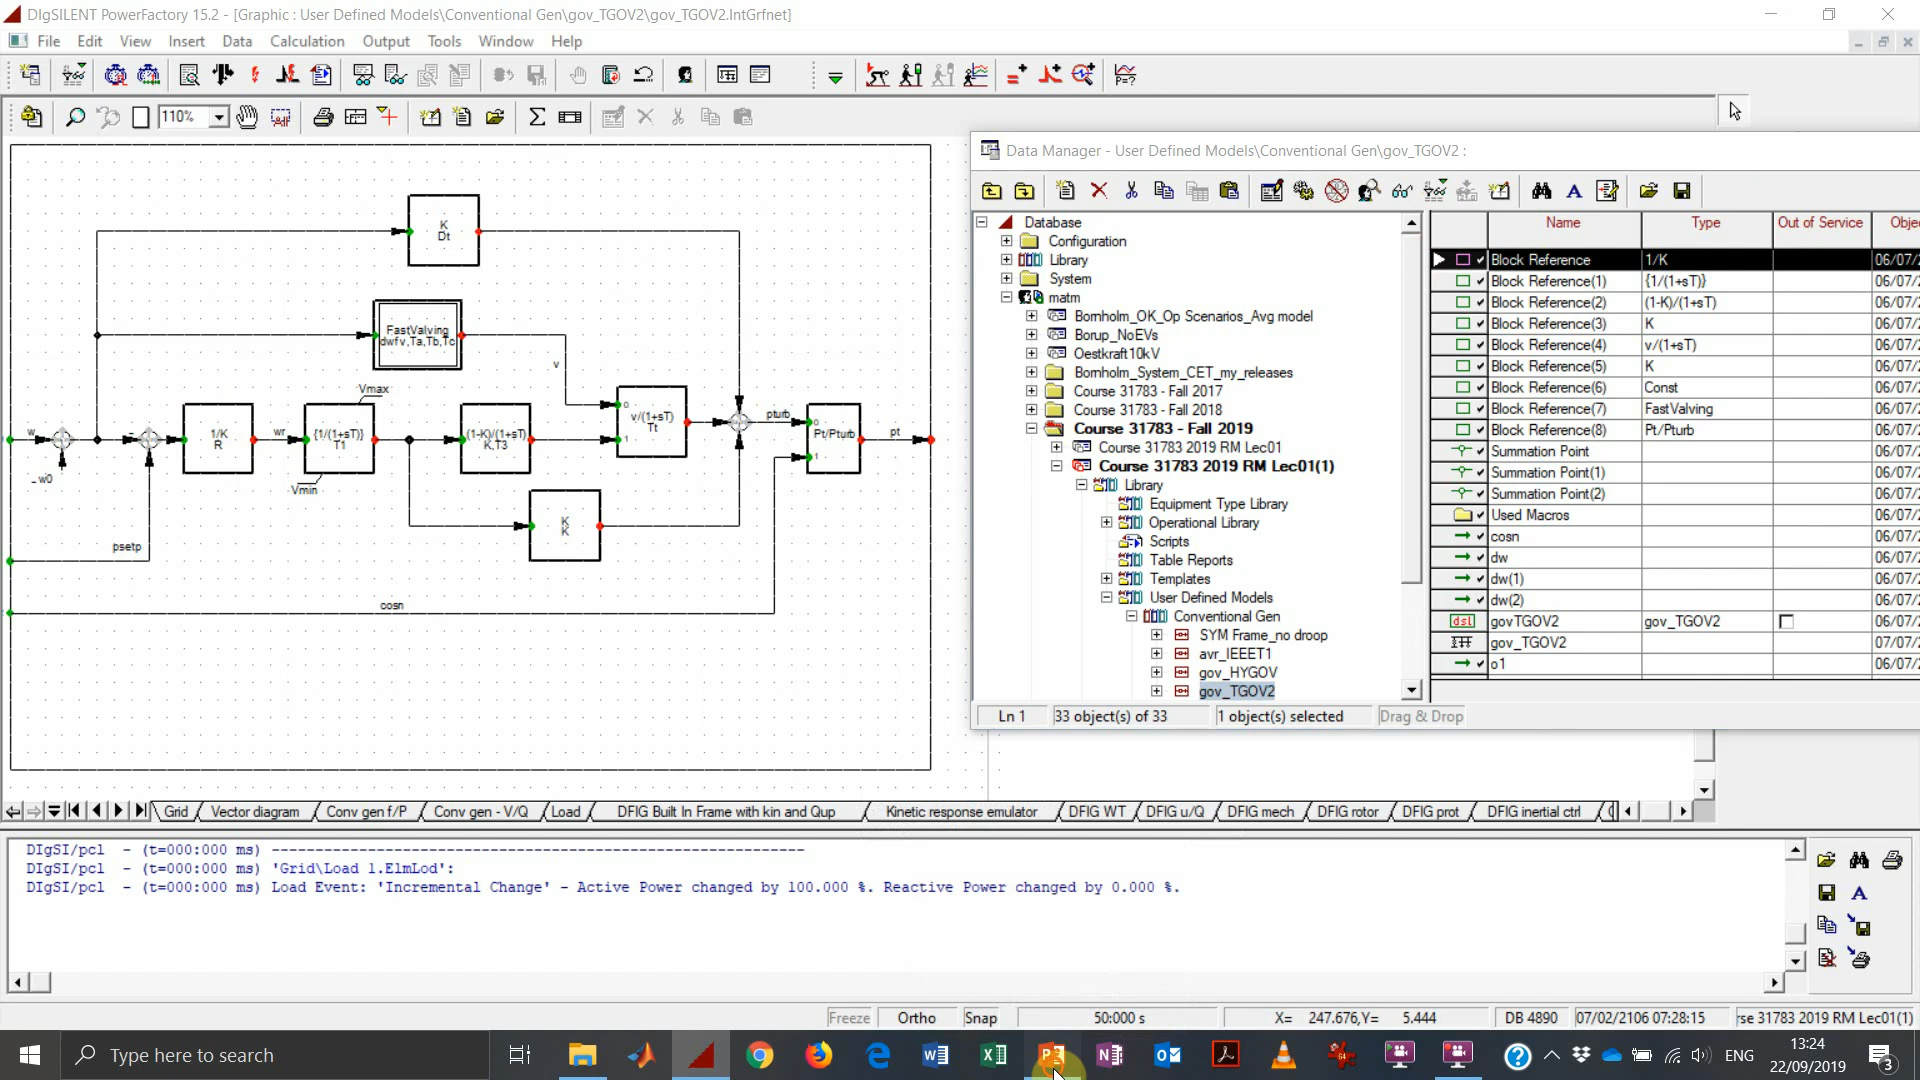 DIgSILENT PowerFactory 15.2 - [Graphic : User Defined Models\Conventional Gen\gov_TGOV2\gov_TGOV2.IntGrfnet]
File Edit View Insert Data Calculation Output Tools Window Help
110%
Data Manager - User Defined Models\Conventional Gen\gov_TGOV2 :
K
Dt
FastValving
dwfv,Ta,Tb,Tc
v
Vmax
w
1/K
R
wr
{1/(1+sT)}
T1
(1-K)/(1+sT)
K,T3
v/(1+sT)
Tt
pturb
Pt/Pturb
pt
w0
Vmin
K
K
psetp
cosn
Database
Configuration
Library
System
matm
Bornholm_OK_Op Scenarios_Avg model
Borup_NoEVs
Oestkraft10kV
Bornholm_System_CET_my_releases
Course 31783 - Fall 2017
Course 31783 - Fall 2018
Course 31783 - Fall 2019
Course 31783 2019 RM Lec01
Course 31783 2019 RM Lec01(1)
Library
Equipment Type Library
Operational Library
Scripts
Table Reports
Templates
User Defined Models
Conventional Gen
SYM Frame_no droop
avr_IEEET1
gov_HYGOV
gov_TGOV2
Name Type Out of Service Obje
Block Reference 1/K 06/07/
Block Reference(1) {1/(1+sT)} 06/07/
Block Reference(2) (1-K)/(1+sT) 06/07/
Block Reference(3) K 06/07/
Block Reference(4) v/(1+sT) 06/07/
Block Reference(5) K 06/07/
Block Reference(6) Const 06/07/
Block Reference(7) FastValving 06/07/
Block Reference(8) Pt/Pturb 06/07/
Summation Point 06/07/
Summation Point(1) 06/07/
Summation Point(2) 06/07/
Used Macros 06/07/
cosn 06/07/
dw 06/07/
dw(1) 06/07/
dw(2) 06/07/
dsl govTGOV2 gov_TGOV2 06/07/
gov_TGOV2 07/07/
o1 06/07/
Ln 1 33 object(s) of 33 1 object(s) selected Drag & Drop
Grid Vector diagram Conv gen f/P Conv gen - V/Q Load DFIG Built In Frame with kin and Qup Kinetic response emulator DFIG WT DFIG u/Q DFIG mech DFIG rotor DFIG prot DFIG inertial ctrl
DIgSI/pcl - (t=000:000 ms) --------------------------------------------------------------
DIgSI/pcl - (t=000:000 ms) 'Grid\Load 1.ElmLod':
DIgSI/pcl - (t=000:000 ms) Load Event: 'Incremental Change' - Active Power changed by 100.000 %. Reactive Power changed by 0.000 %.
Freeze Ortho Snap 50:000 s X= 247.676,Y= 5.444 DB 4890 07/02/2106 07:28:15 rse 31783 2019 RM Lec01(1)
Type here to search
ENG
13:24
22/09/2019
3